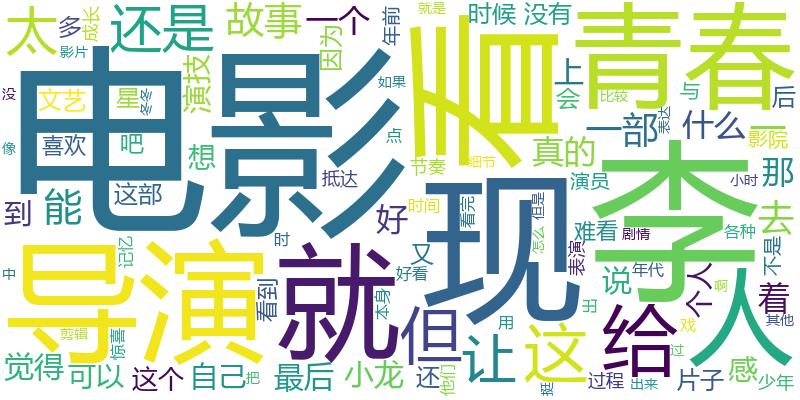 太 多 成长 还是 故事 一个 因为 年前 就是 时候 没有 青春
影片 电影 看
没 文艺 星 冬冬 演技 如果 上 会 比较 与 后
像 喜欢 吧 想 点 一部 表达 什么 影院
这部 抵达 节奏 细节 真的 演员 小时 那
到 能 好 时间 看完 但是 现 李 去
中 记忆 时 又 怎么 难看 剧情 各种 不是
导演 看到 就 本身 好看 但 表演 说 年代 个人 着
剪辑 惊喜 用 出 给 啊 其他 人
觉得 可以 这个 自己 把 最后 小龙 还 他们 让 挺 这 过程 出来 戏 过 片子 感 少年